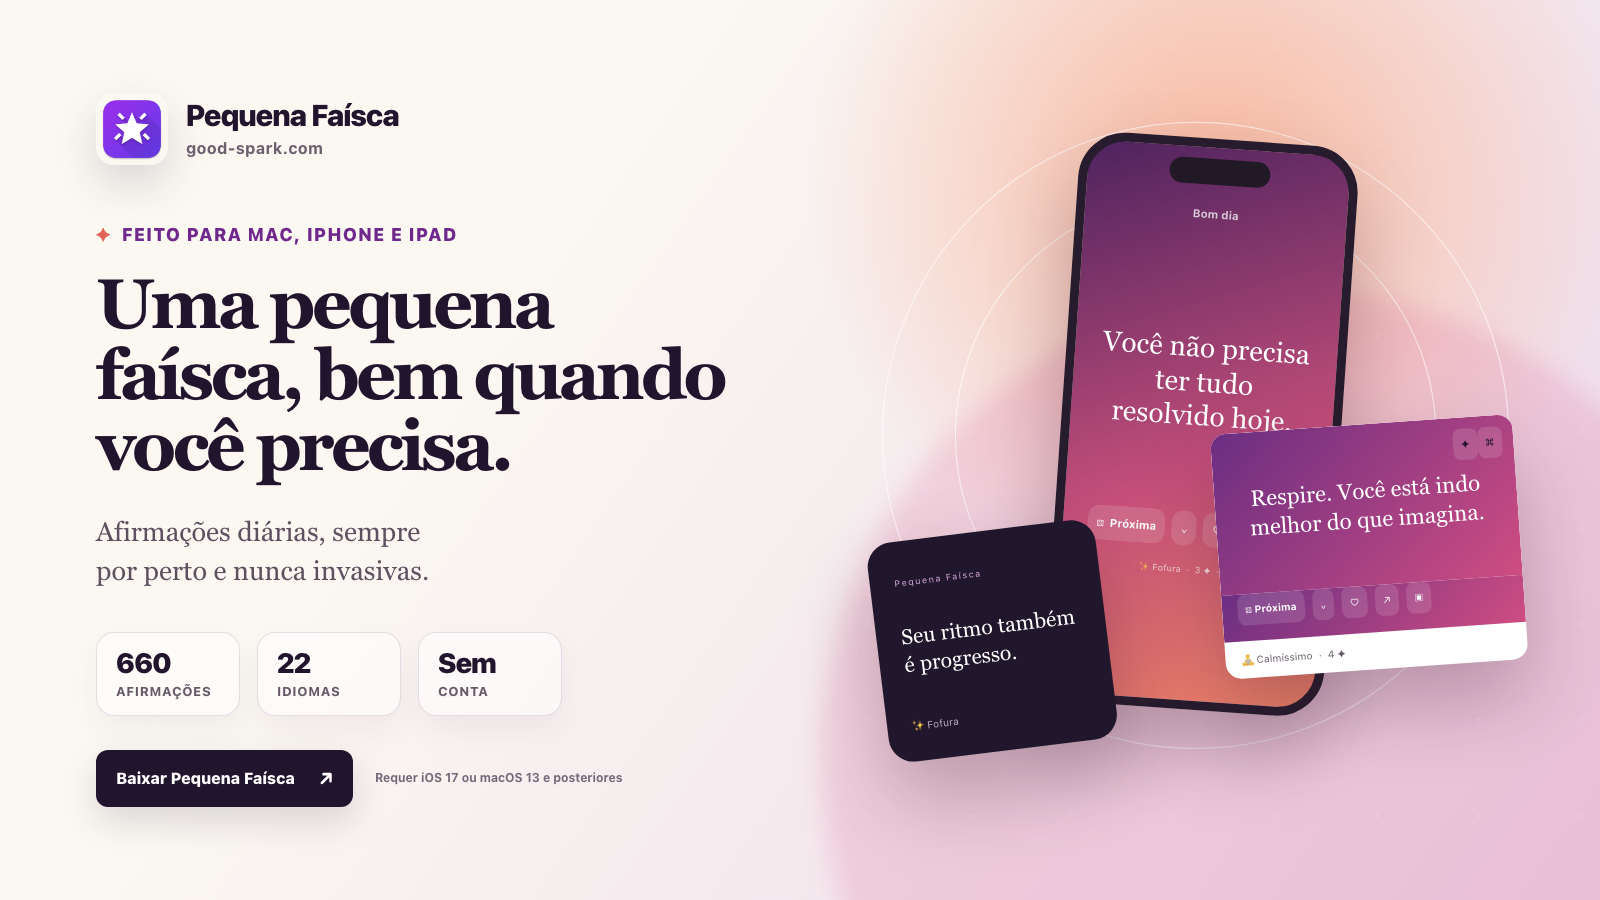 Pequena Faísca
good-spark.com
FEITO PARA MAC, IPHONE E IPAD
Uma pequena
faísca, bem quando
você precisa.
Afirmações diárias, sempre
por perto e nunca invasivas.
660
AFIRMAÇÕES
22
IDIOMAS
Sem
CONTA
Baixar Pequena Faísca
Requer iOS 17 ou macOS 13 e posteriores
Bom dia
Você não precisa
ter tudo
resolvido hoje.
Próxima
Fofura · 3
Pequena Faísca
Seu ritmo também
é progresso.
Fofura
Respire. Você está indo
melhor do que imagina.
Próxima
Calmíssimo · 4